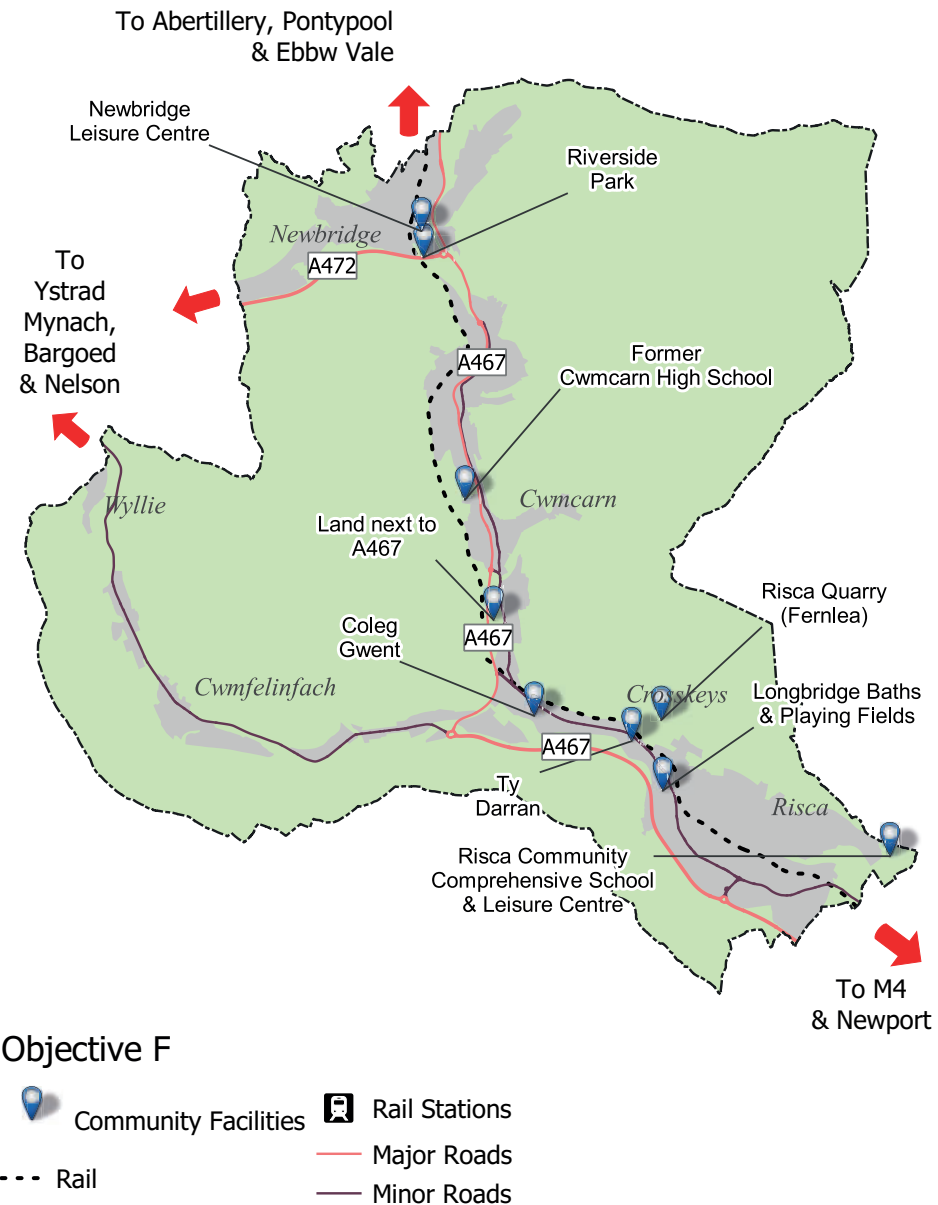 To Abertillery, Pontypool
& Ebbw Vale
Newbridge
Leisure Centre
Riverside
Park
Newbridge
A472
To
Ystrad
Mynach,
Bargoed
& Nelson
A467
Former
Cwmcarn High School
Wyllie
Cwmcarn
Land next to
A467
Risca Quarry
(Fernlea)
Coleg
Gwent
A467
Cwmfelinfach
Crosskeys
Longbridge Baths
& Playing Fields
A467
Ty
Darran
Risca
Risca Community
Comprehensive School
& Leisure Centre
To M4
& Newport
Objective F
Community Facilities
Rail Stations
Rail
Major Roads
Minor Roads